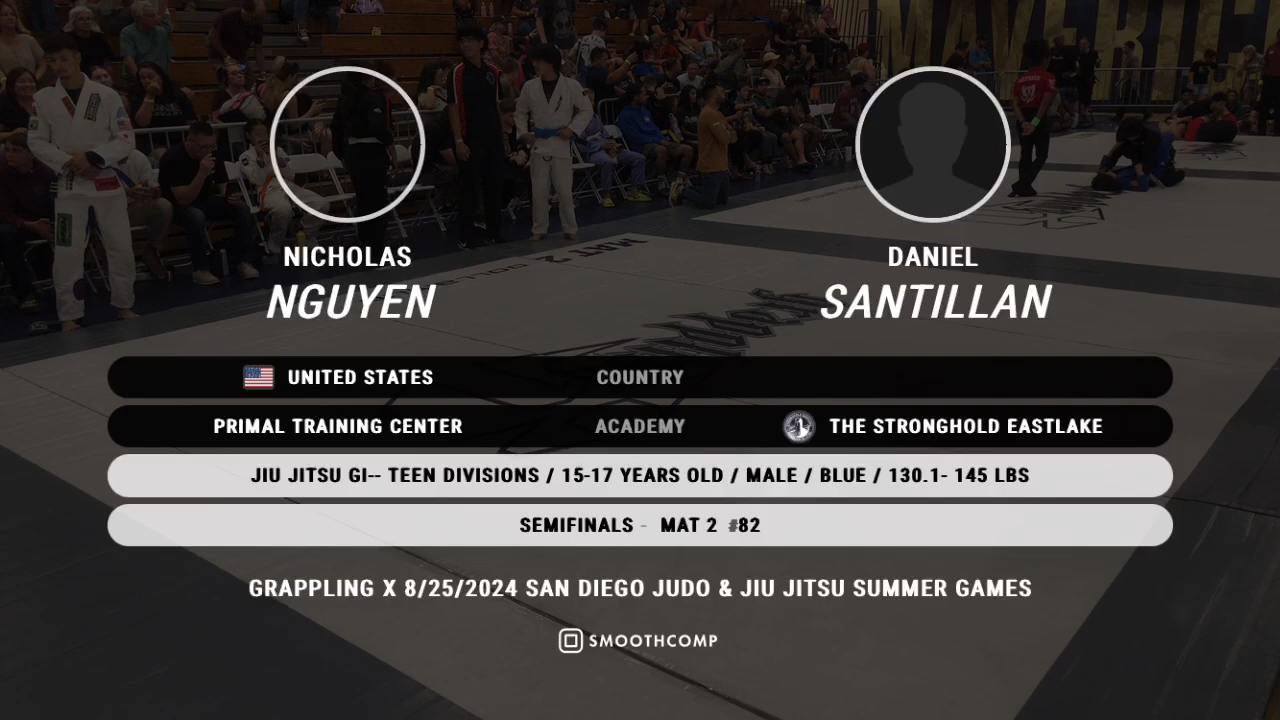 NICHOLAS
NGUYEN
DANIEL
SANTILLAN
UNITED STATES COUNTRY
PRIMAL TRAINING CENTER ACADEMY THE STRONGHOLD EASTLAKE
JIU JITSU GI-- TEEN DIVISIONS / 15-17 YEARS OLD / MALE / BLUE / 130.1- 145 LBS
SEMIFINALS - MAT 2 #82
GRAPPLING X 8/25/2024 SAN DIEGO JUDO & JIU JITSU SUMMER GAMES
SMOOTHCOMP
MAT 2